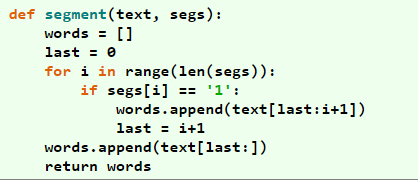 def segment(text, segs):
    words = []
    last = 0
    for i in range(len(segs)):
        if segs[i] == '1':
            words.append(text[last:i+1])
            last = i+1
    words.append(text[last:])
    return words